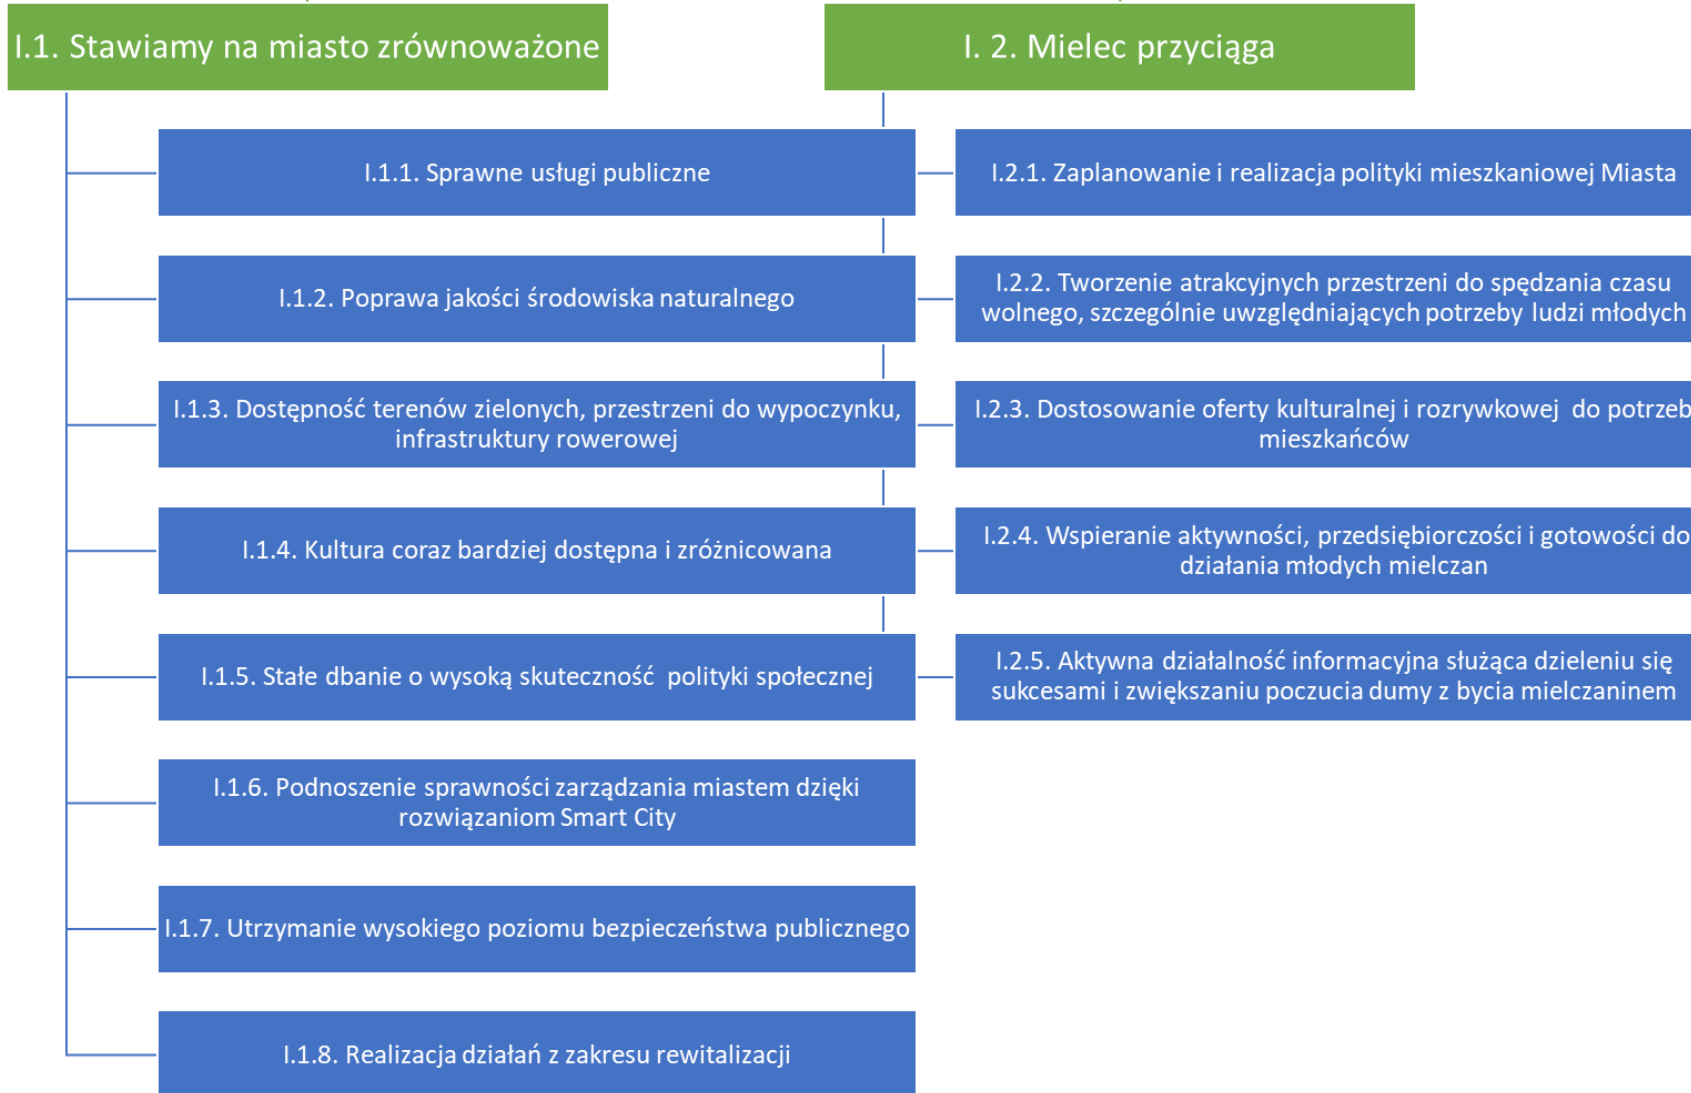 I.1. Stawiamy na miasto zrównoważone
I.1.1. Sprawne usługi publiczne
I.1.2. Poprawa jakości środowiska naturalnego
I.1.3. Dostępność terenów zielonych, przestrzeni do wypoczynku,
infrastruktury rowerowej
I.1.4. Kultura coraz bardziej dostępna i zróżnicowana
I.1.5. Stałe dbanie o wysoką skuteczność polityki społecznej
I.1.6. Podnoszenie sprawności zarządzania miastem dzięki
rozwiązaniom Smart City
I.1.7. Utrzymanie wysokiego poziomu bezpieczeństwa publicznego
I.1.8. Realizacja działań z zakresu rewitalizacji
I. 2. Mielec przyciąga
I.2.1. Zaplanowanie i realizacja polityki mieszkaniowej Miasta
I.2.2. Tworzenie atrakcyjnych przestrzeni do spędzania czasu
wolnego, szczególnie uwzględniających potrzeby ludzi młodych
I.2.3. Dostosowanie oferty kulturalnej i rozrywkowej do potrzeb
mieszkańców
I.2.4. Wspieranie aktywności, przedsiębiorczości i gotowości do
działania młodych mielczan
I.2.5. Aktywna działalność informacyjna służąca dzieleniu się
sukcesami i zwiększaniu poczucia dumy z bycia mielczaninem